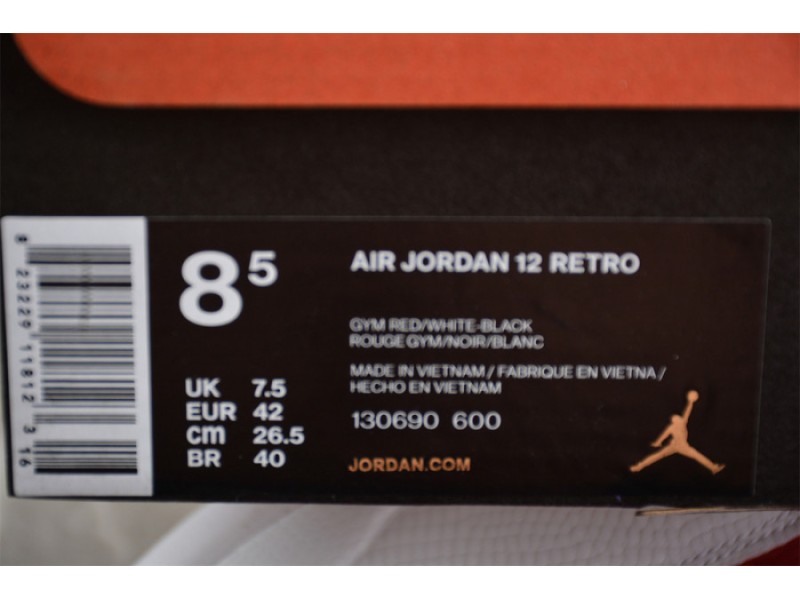 8 23229 11812 3 16
8 5
AIR JORDAN 12 RETRO
GYM RED/WHITE-BLACK
ROUGE GYM/NOIR/BLANC
MADE IN VIETNAM / FABRIQUE EN VIETNA /
HECHO EN VIETNAM
UK 7.5
EUR 42
cm 26.5
BR 40
130690 600
JORDAN.COM